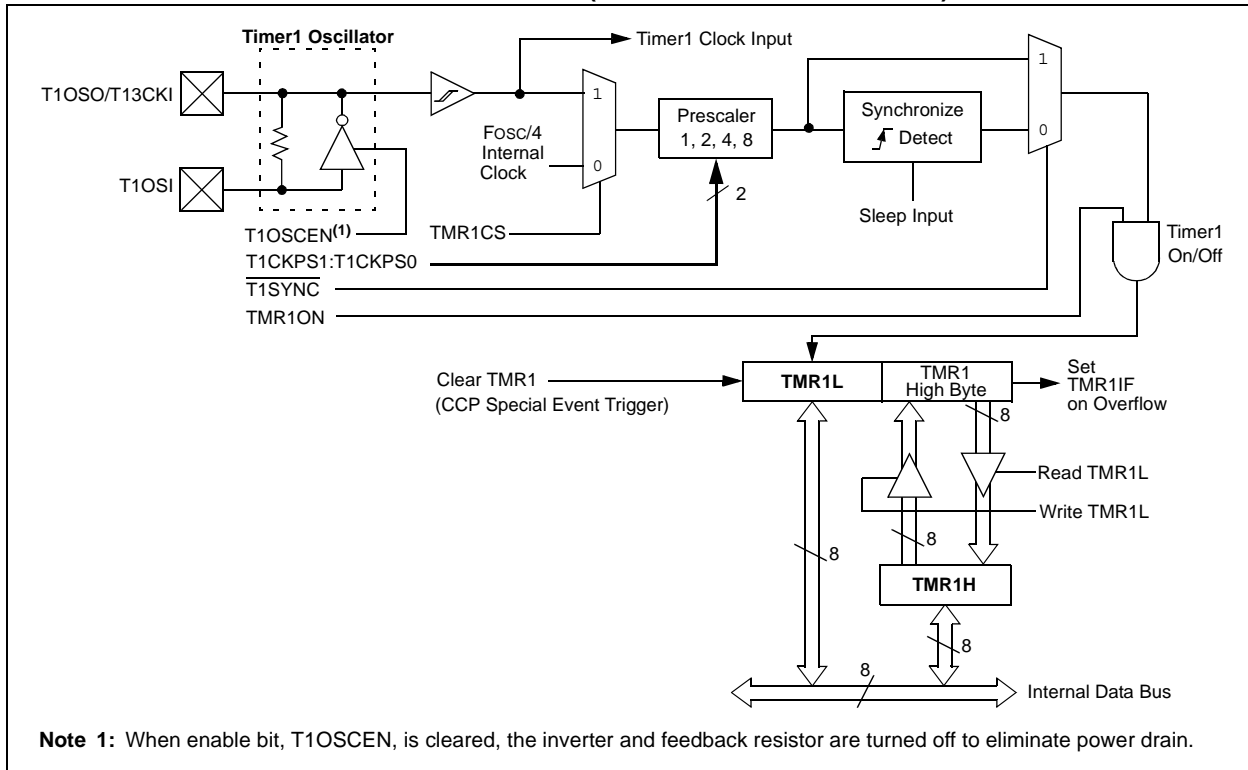 Timer1 Oscillator
Timer1 Clock Input
1
T1OSO/T13CKI
1
Synchronize
Detect
Prescaler
1, 2, 4, 8
FOSC/4
Internal
Clock
0
0
T1OSI
2
Sleep Input
T1OSCEN(1)
TMR1CS
Timer1
On/Off
T1CKPS1:T1CKPS0
T1SYNC
TMR1ON
Clear TMR1
(CCP Special Event Trigger)
TMR1L
TMR1
High Byte
Set
TMR1IF
on Overflow
8
Read TMR1L
Write TMR1L
8
8
TMR1H
8
8
Internal Data Bus
Note 1: When enable bit, T1OSCEN, is cleared, the inverter and feedback resistor are turned off to eliminate power drain.